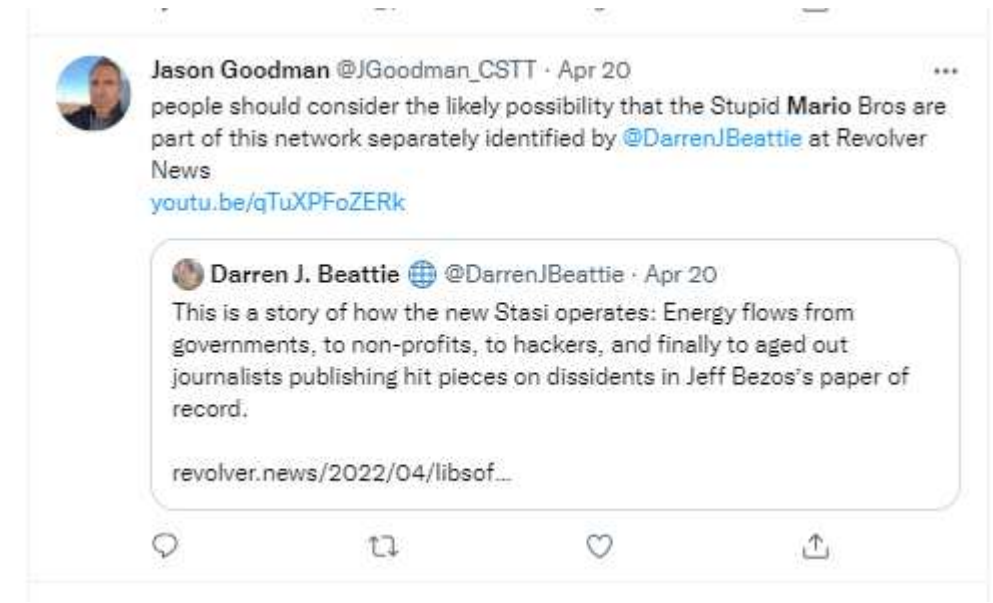 Jason Goodman @JGoodman_CSTT · Apr 20
people should consider the likely possibility that the Stupid Mario Bros are
part of this network separately identified by @DarrenJBeattie at Revolver
News
youtu.be/qTuXPFoZERk
Darren J. Beattie @DarrenJBeattie · Apr 20
This is a story of how the new Stasi operates: Energy flows from
governments, to non-profits, to hackers, and finally to aged out
journalists publishing hit pieces on dissidents in Jeff Bezos's paper of
record.
revolver.news/2022/04/libsof...